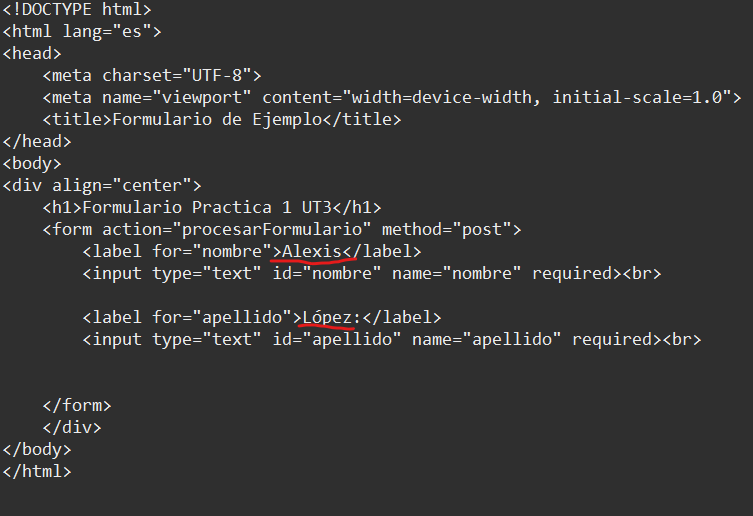 <!DOCTYPE html>
<html lang="es">
<head>
    <meta charset="UTF-8">
    <meta name="viewport" content="width=device-width, initial-scale=1.0">
    <title>Formulario de Ejemplo</title>
</head>
<body>
<div align="center">
    <h1>Formulario Practica 1 UT3</h1>
    <form action="procesarFormulario" method="post">
        <label for="nombre">Alexis</label>
        <input type="text" id="nombre" name="nombre" required><br>
        <label for="apellido">López:</label>
        <input type="text" id="apellido" name="apellido" required><br>
    </form>
    </div>
</body>
</html>